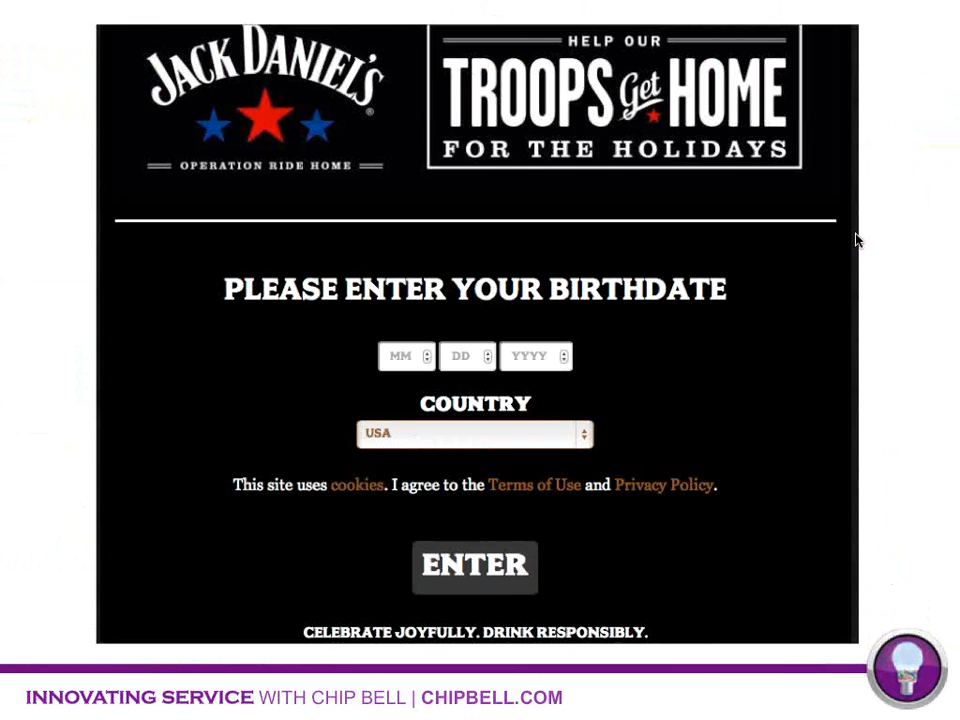 JACK DANIEL'S®
OPERATION RIDE HOME
HELP OUR
TROOPS Get HOME
FOR THE HOLIDAYS
PLEASE ENTER YOUR BIRTHDATE
MM DD YYYY
COUNTRY
USA
This site uses cookies. I agree to the Terms of Use and Privacy Policy.
ENTER
CELEBRATE JOYFULLY. DRINK RESPONSIBLY.
INNOVATING SERVICE WITH CHIP BELL | CHIPBELL.COM